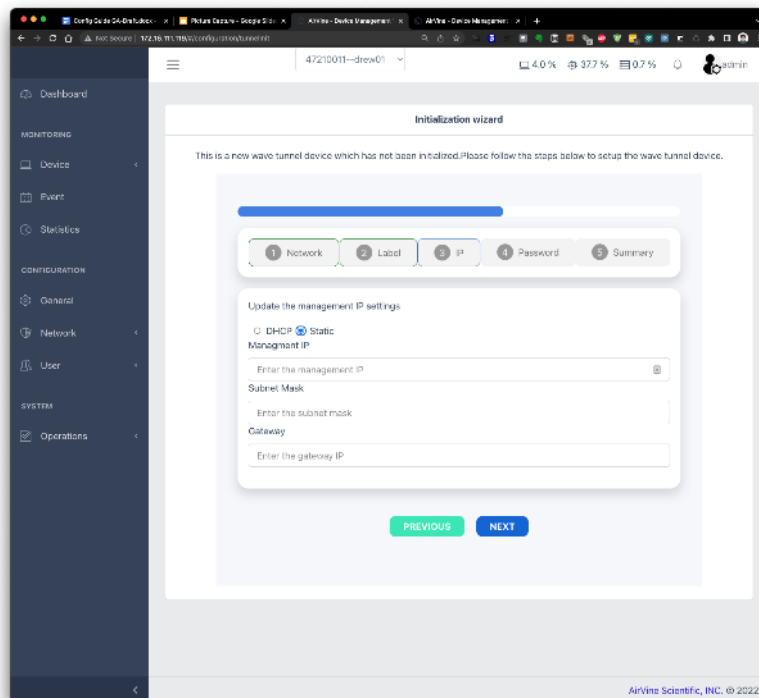 Config Guide GA-Draft.docx -
Picture Capture - Google Slide
AirVine - Device Management
AirVine - Device Management
Not Secure | 172.16.111.119/#/configuration/tunnelinit
47210011--drew01
4.0 %
37.7 %
0.7 %
admin
Dashboard
MONITORING
Device
Event
Statistics
CONFIGURATION
General
Network
User
SYSTEM
Operations
Initialization wizard
This is a new wave tunnel device which has not been initialized.Please follow the steps below to setup the wave tunnel device.
1 Network
2 Label
3 IP
4 Password
5 Summary
Update the management IP settings
DHCP Static
Managment IP
Enter the management IP
Subnet Mask
Enter the subnet mask
Gateway
Enter the gateway IP
PREVIOUS
NEXT
AirVine Scientific, INC. © 2022